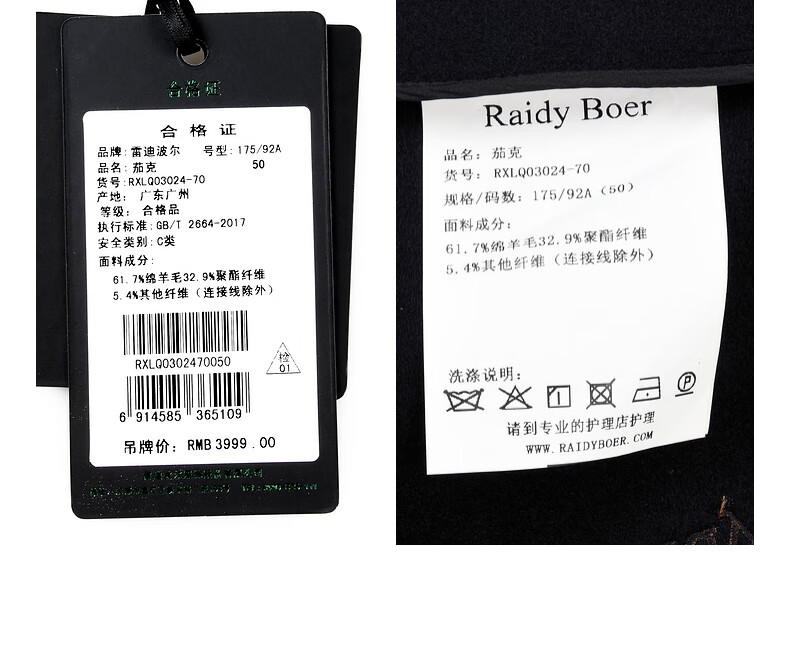 合格证
合格证
品牌: 雷迪波尔 号型: 175/92A
品名: 茄克 50
货号: RXLQ03024-70
产地: 广东广州
等级: 合格品
执行标准: GB/T 2664-2017
安全类别: C类
面料成分:
61.7%绵羊毛32.9%聚酯纤维
5.4%其他纤维（连接线除外）
RXLQ0302470050
检
01
6 914585 365109
吊牌价: RMB 3999.00
Raidy Boer
品名: 茄克
货号: RXLQ03024-70
规格/码数: 175/92A（50）
面料成分:
61.7%绵羊毛32.9%聚酯纤维
5.4%其他纤维（连接线除外）
洗涤说明:
P
请到专业的护理店护理
WWW.RAIDYBOER.COM